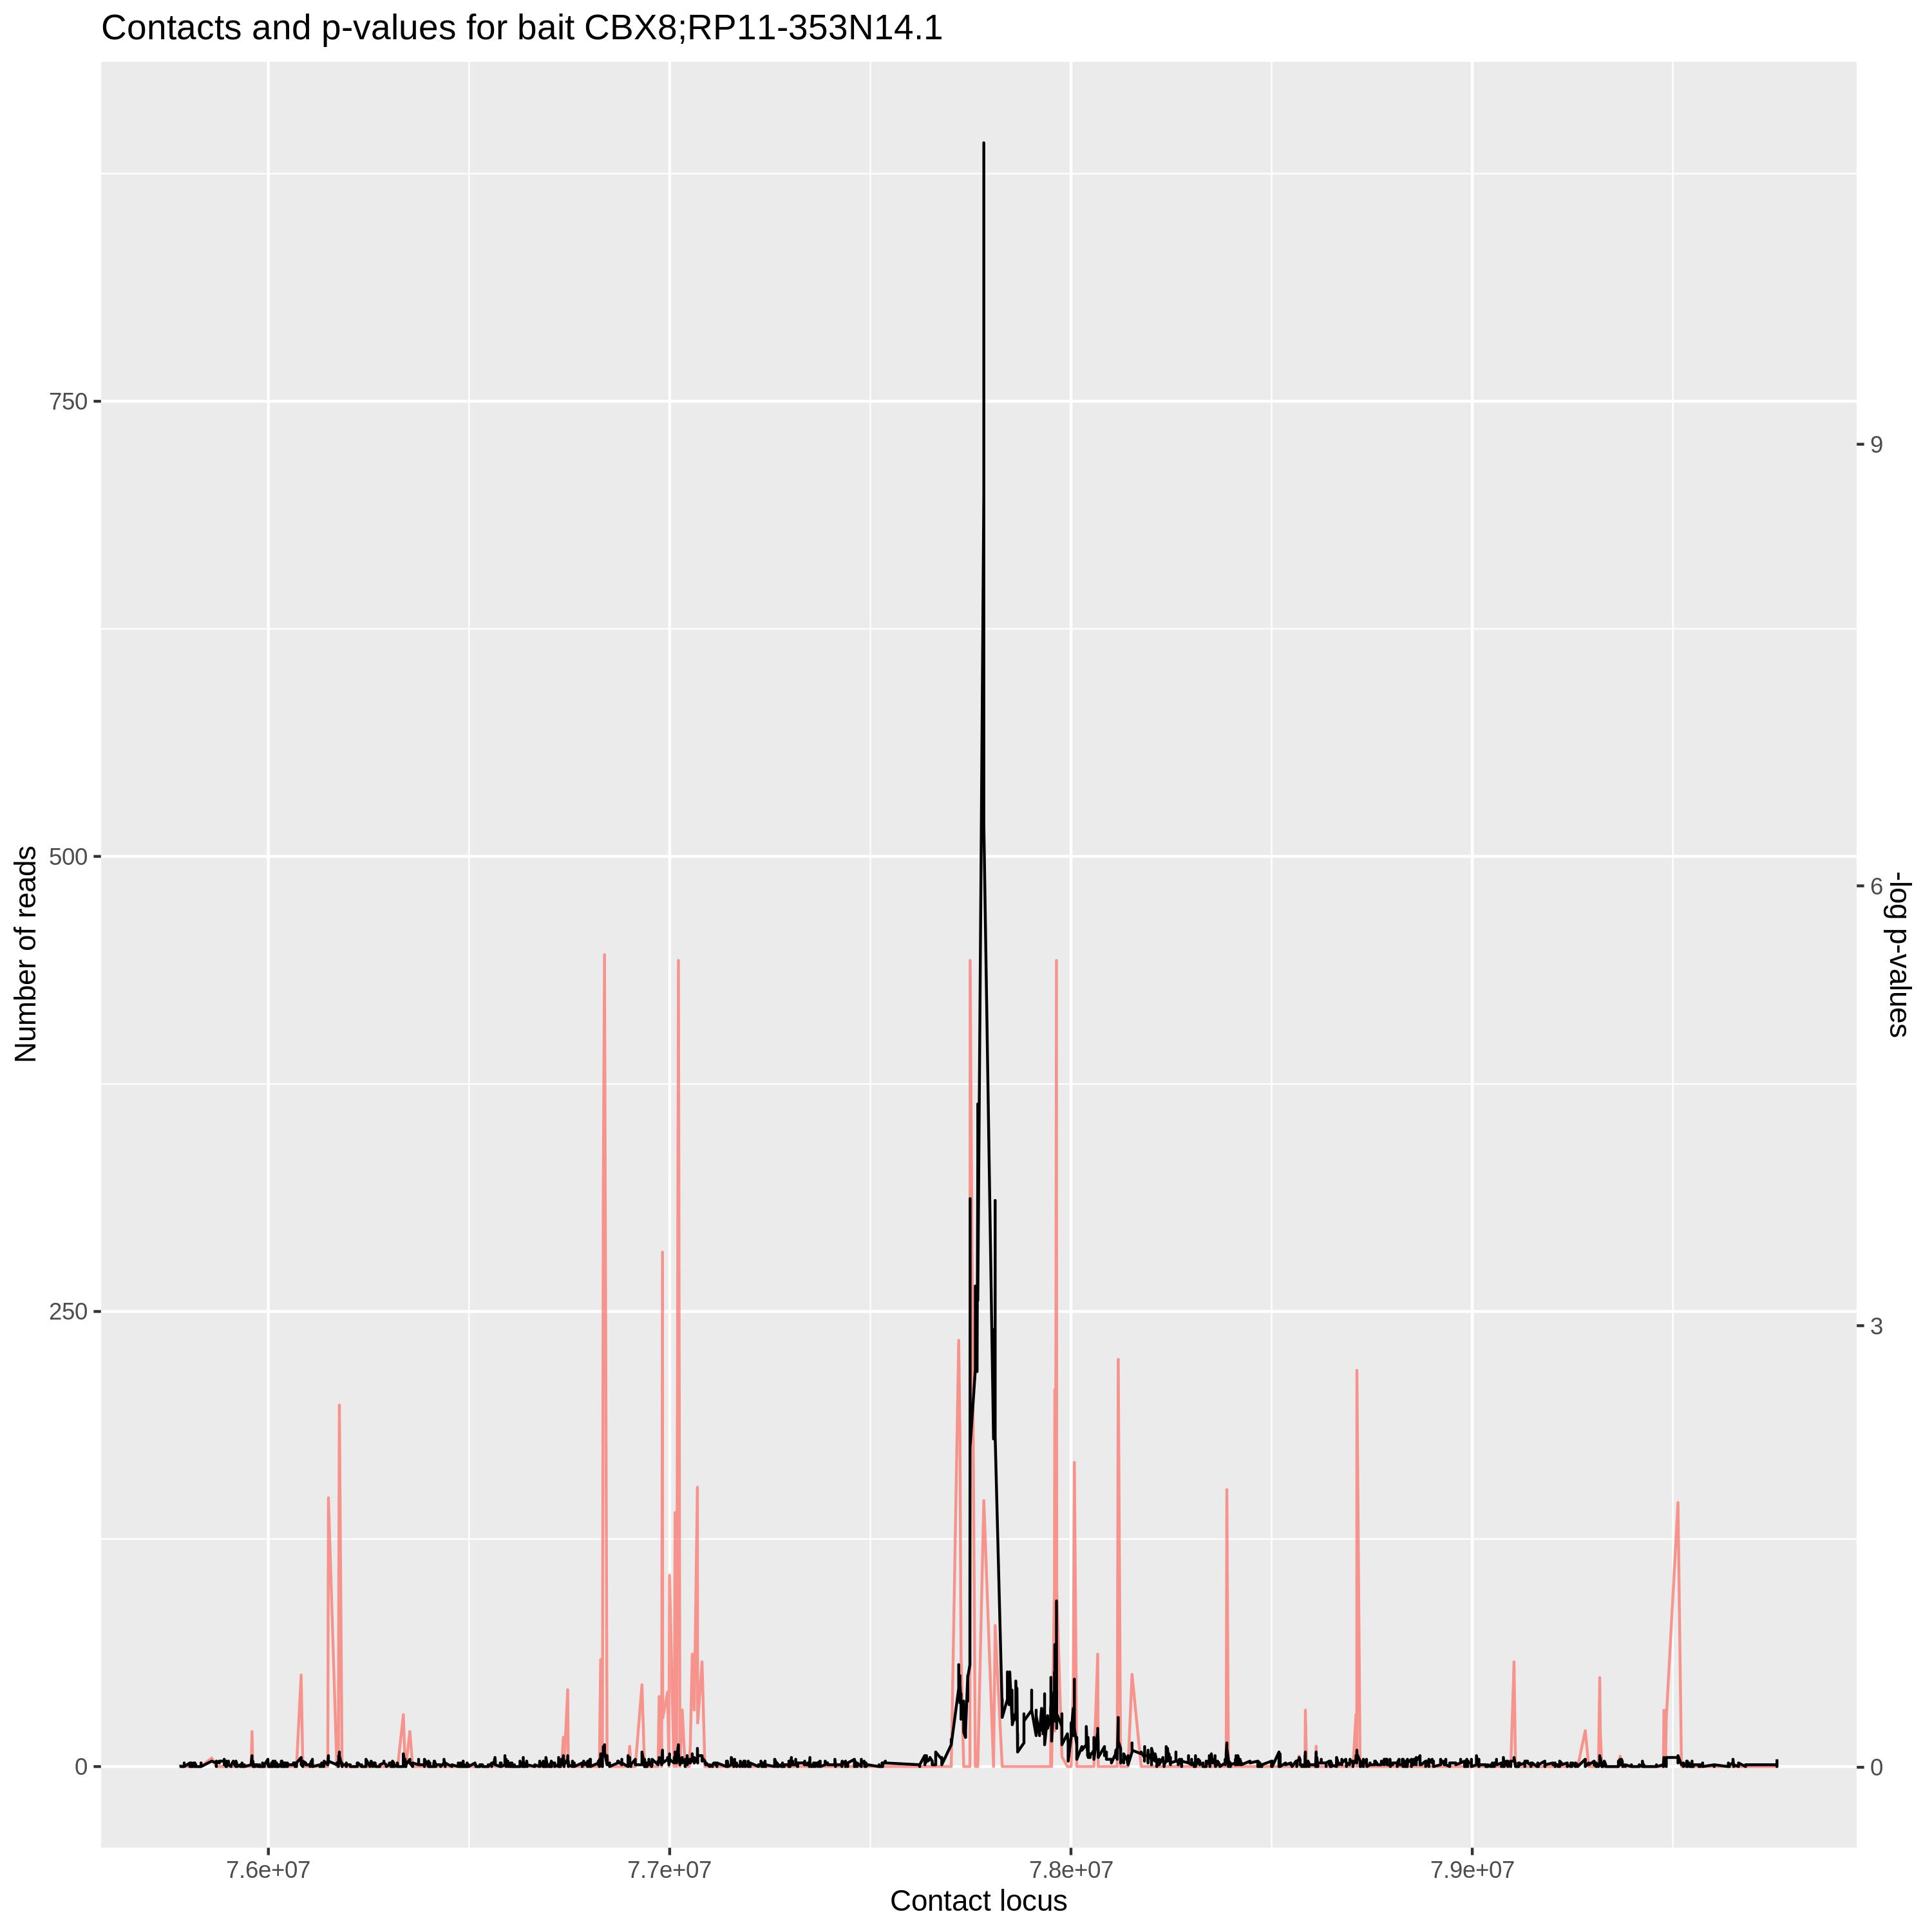 Contacts and p-values for bait CBX8;RP11-353N14.1
750
500
250
0
9
6
3
0
Number of reads
-log p-values
7.6e+07 7.7e+07 7.8e+07 7.9e+07
Contact locus